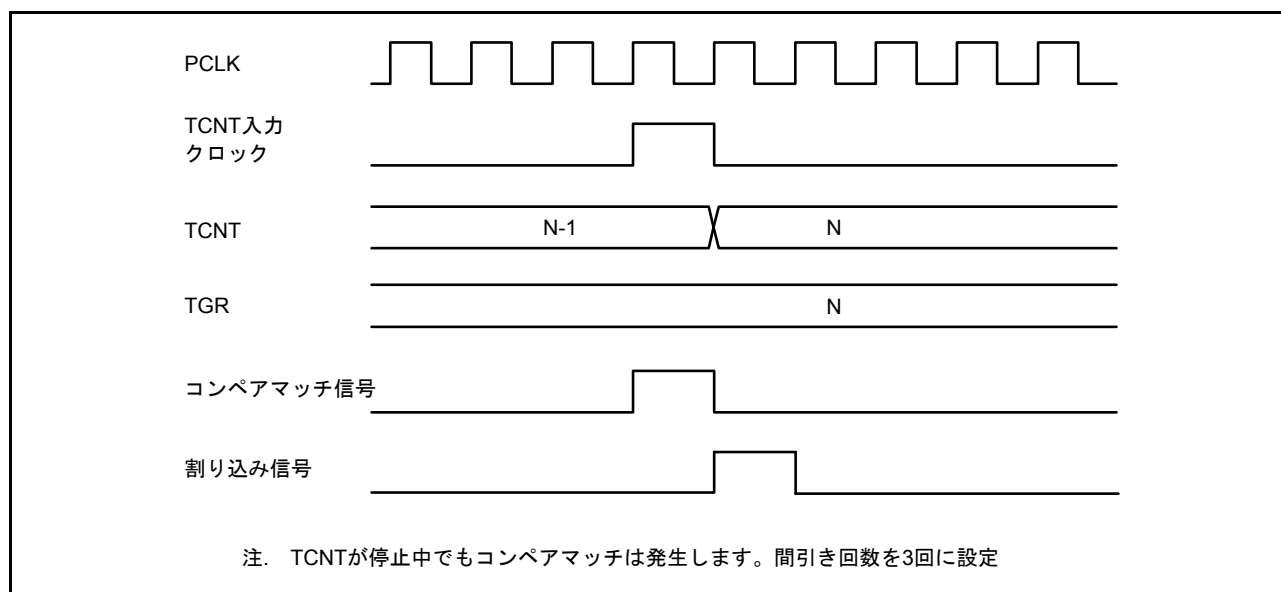 PCLK
TCNT入力
クロック
TCNT
N-1
N
TGR
N
コンペアマッチ信号
割り込み信号
注. TCNTが停止中でもコンペアマッチは発生します。間引き回数を3回に設定